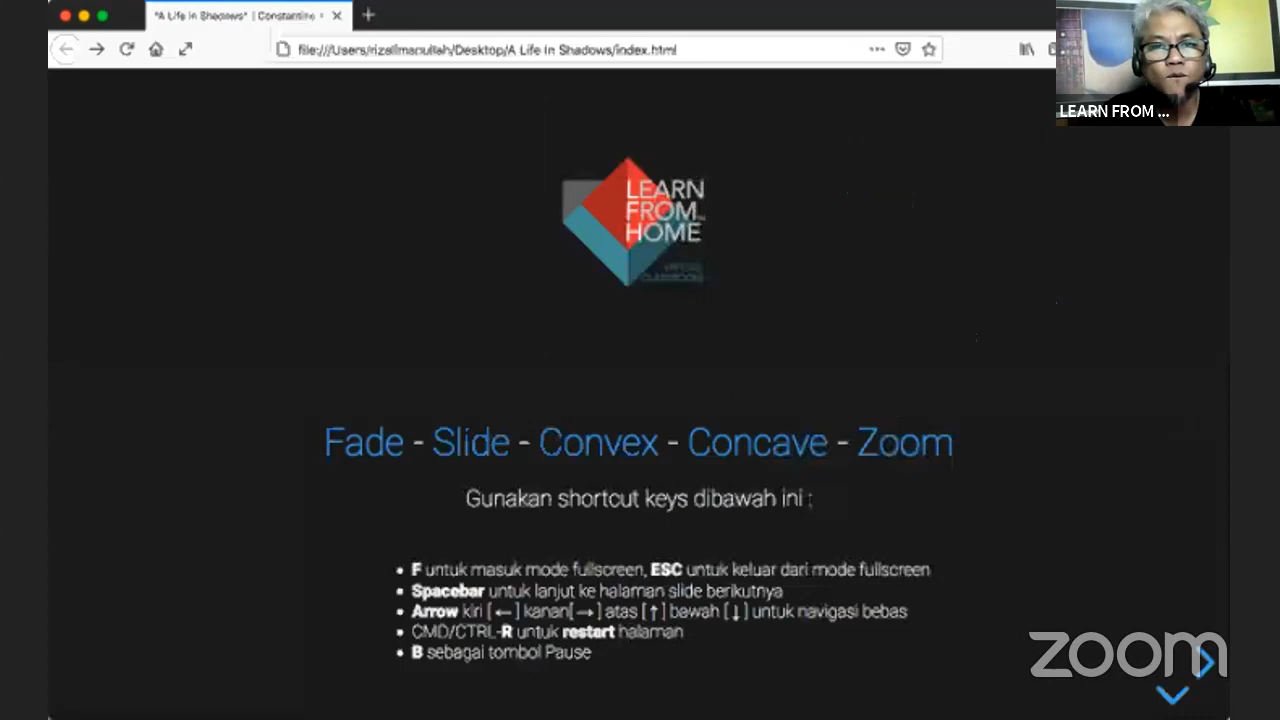 "A Life In Shadows" | Constantine
file:///Users/rizalimanullah/Desktop/A Life In Shadows/index.html
LEARN FROM ...
LEARN
FROM
HOME
VIRTUAL
CLASSROOM
Fade - Slide - Convex - Concave - Zoom
Gunakan shortcut keys dibawah ini :
• F untuk masuk mode fullscreen, ESC untuk keluar dari mode fullscreen
• Spacebar untuk lanjut ke halaman slide berikutnya
• Arrow kiri [←] kanan[→] atas [↑] bawah [↓] untuk navigasi bebas
• CMD/CTRL-R untuk restart halaman
• B sebagai tombol Pause
zoom